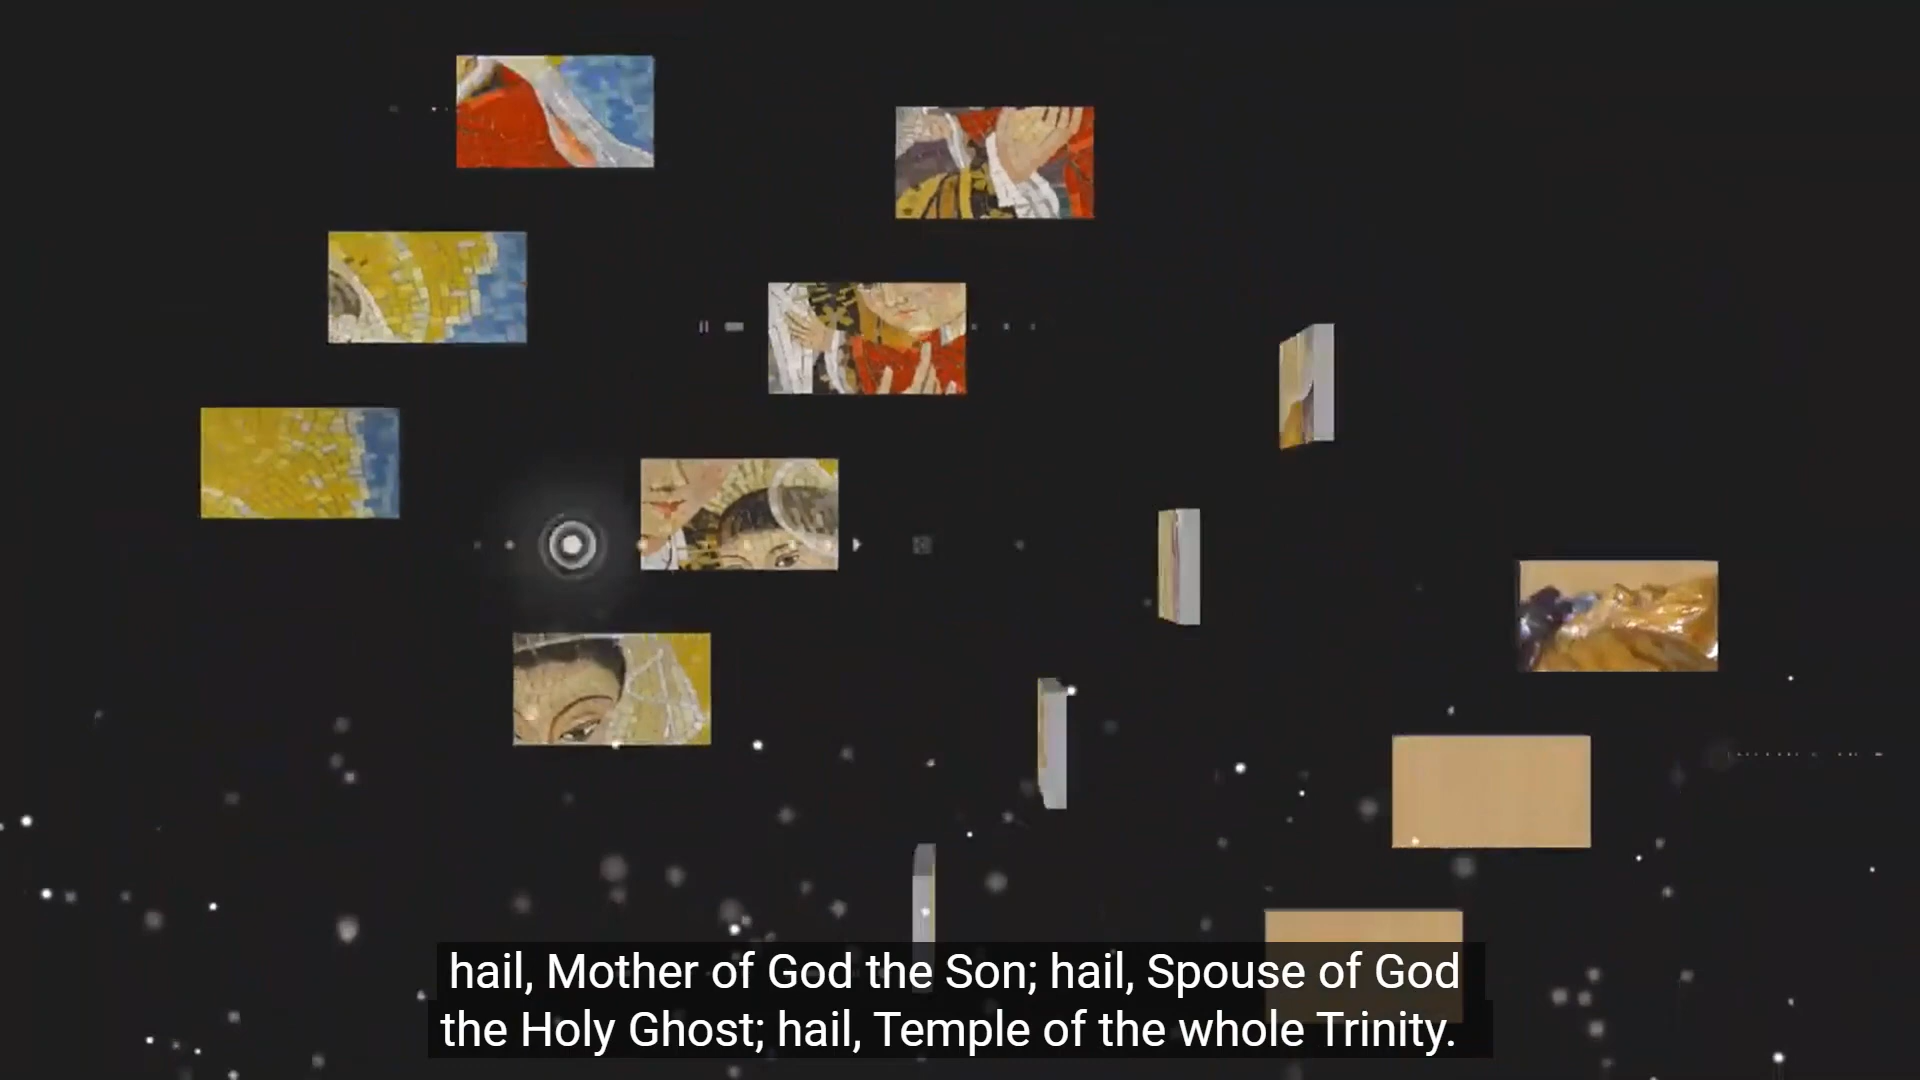 hail, Mother of God the Son; hail, Spouse of God
the Holy Ghost; hail, Temple of the whole Trinity.